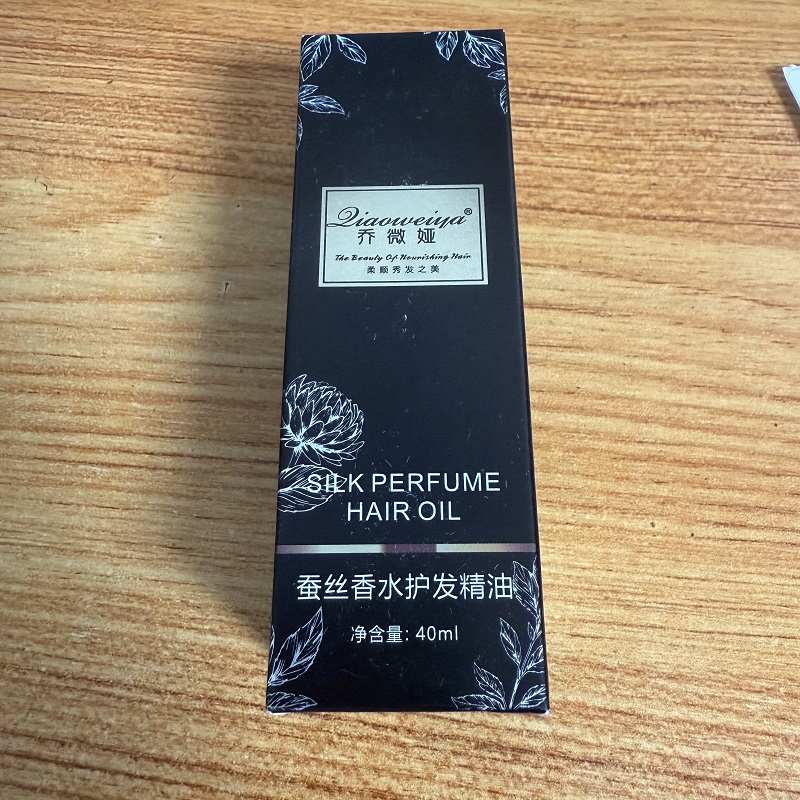 Qiaoweiya®
乔微娅
The Beauty Of Nourishing Hair
柔顺秀发之美
SILK PERFUME
HAIR OIL
蚕丝香水护发精油
净含量: 40ml